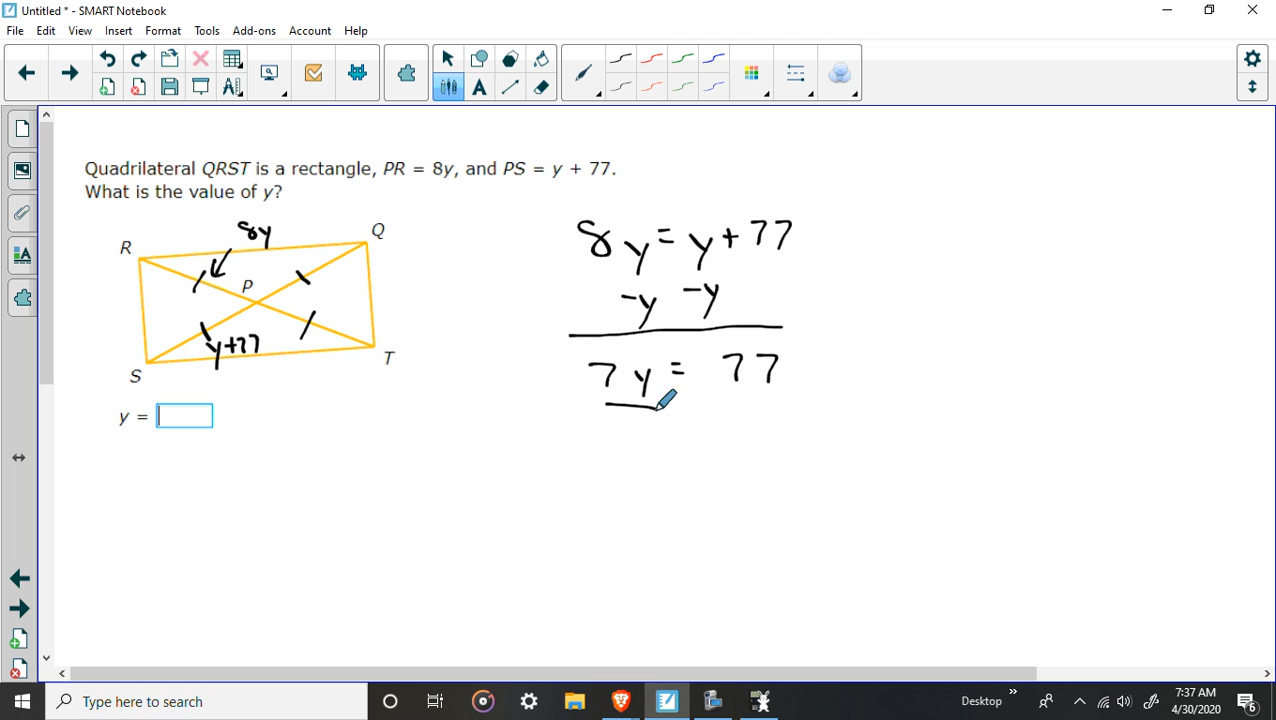 Untitled * - SMART Notebook
File Edit View Insert Format Tools Add-ons Account Help
A
A
Quadrilateral QRST is a rectangle, PR = 8y, and PS = y + 77.
What is the value of y?
8y
R
Q
P
y+77
S
T
y =
8y = y + 77
-y -y
7y = 77
Type here to search
Desktop
7:37 AM
4/30/2020
6